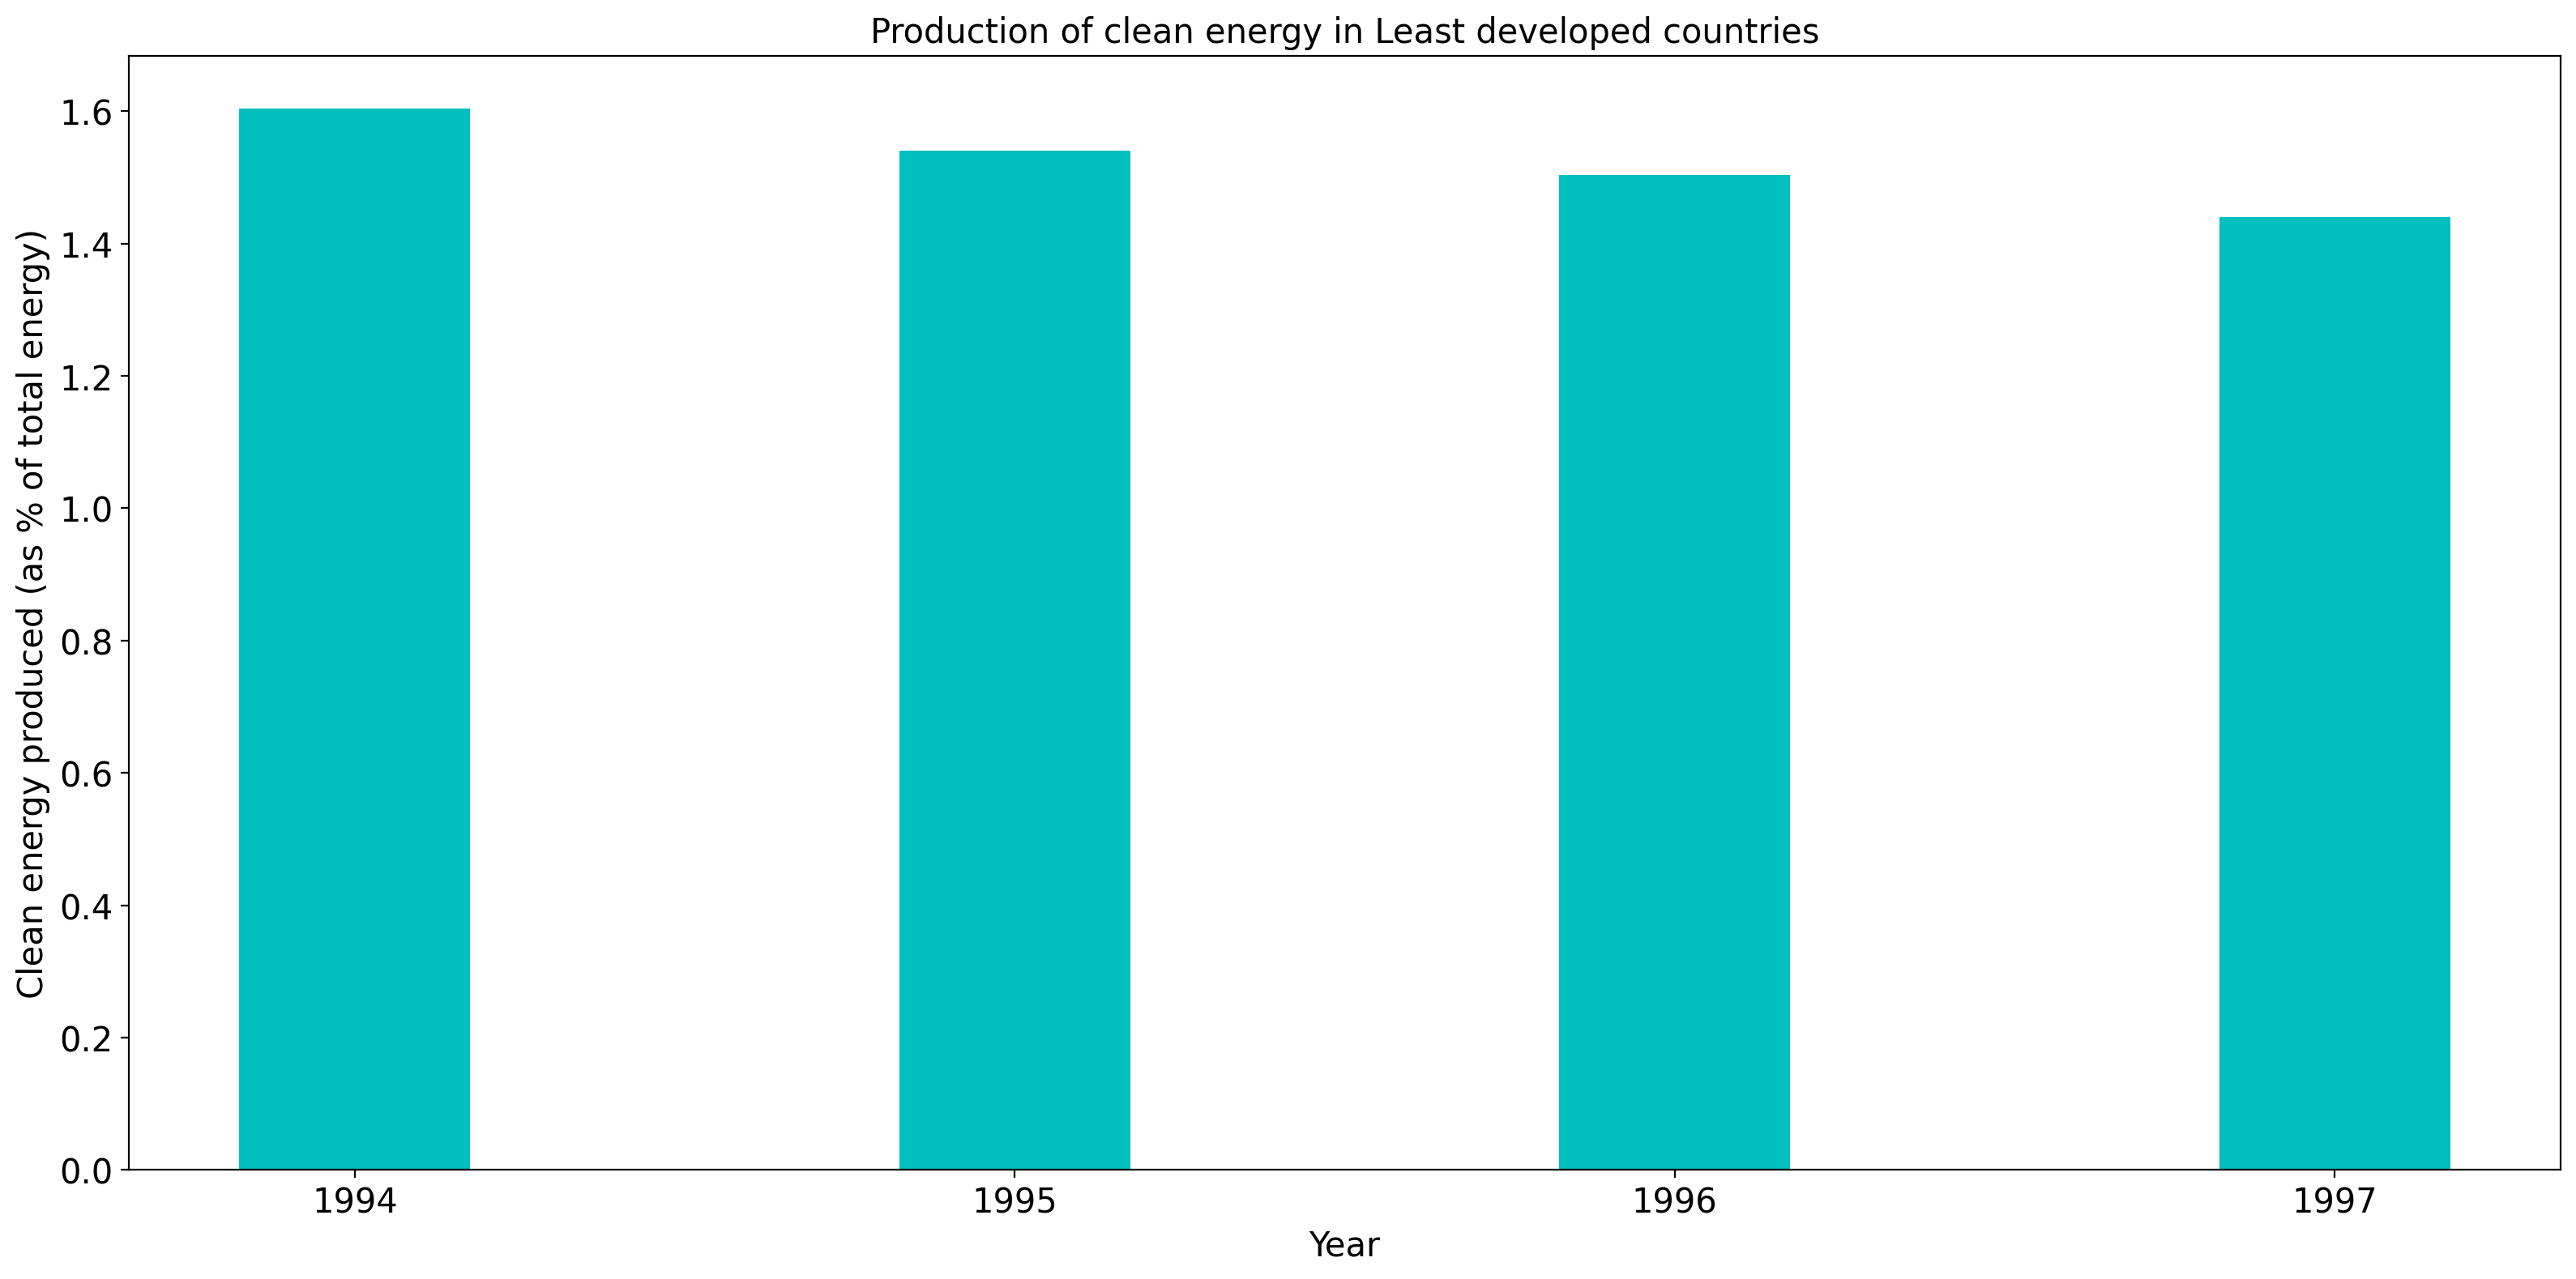 Production of clean energy in Least developed countries
Clean energy produced (as % of total energy)
1.6
1.4
1.2
1.0
0.8
0.6
0.4
0.2
0.0
1994 1995 1996 1997
Year